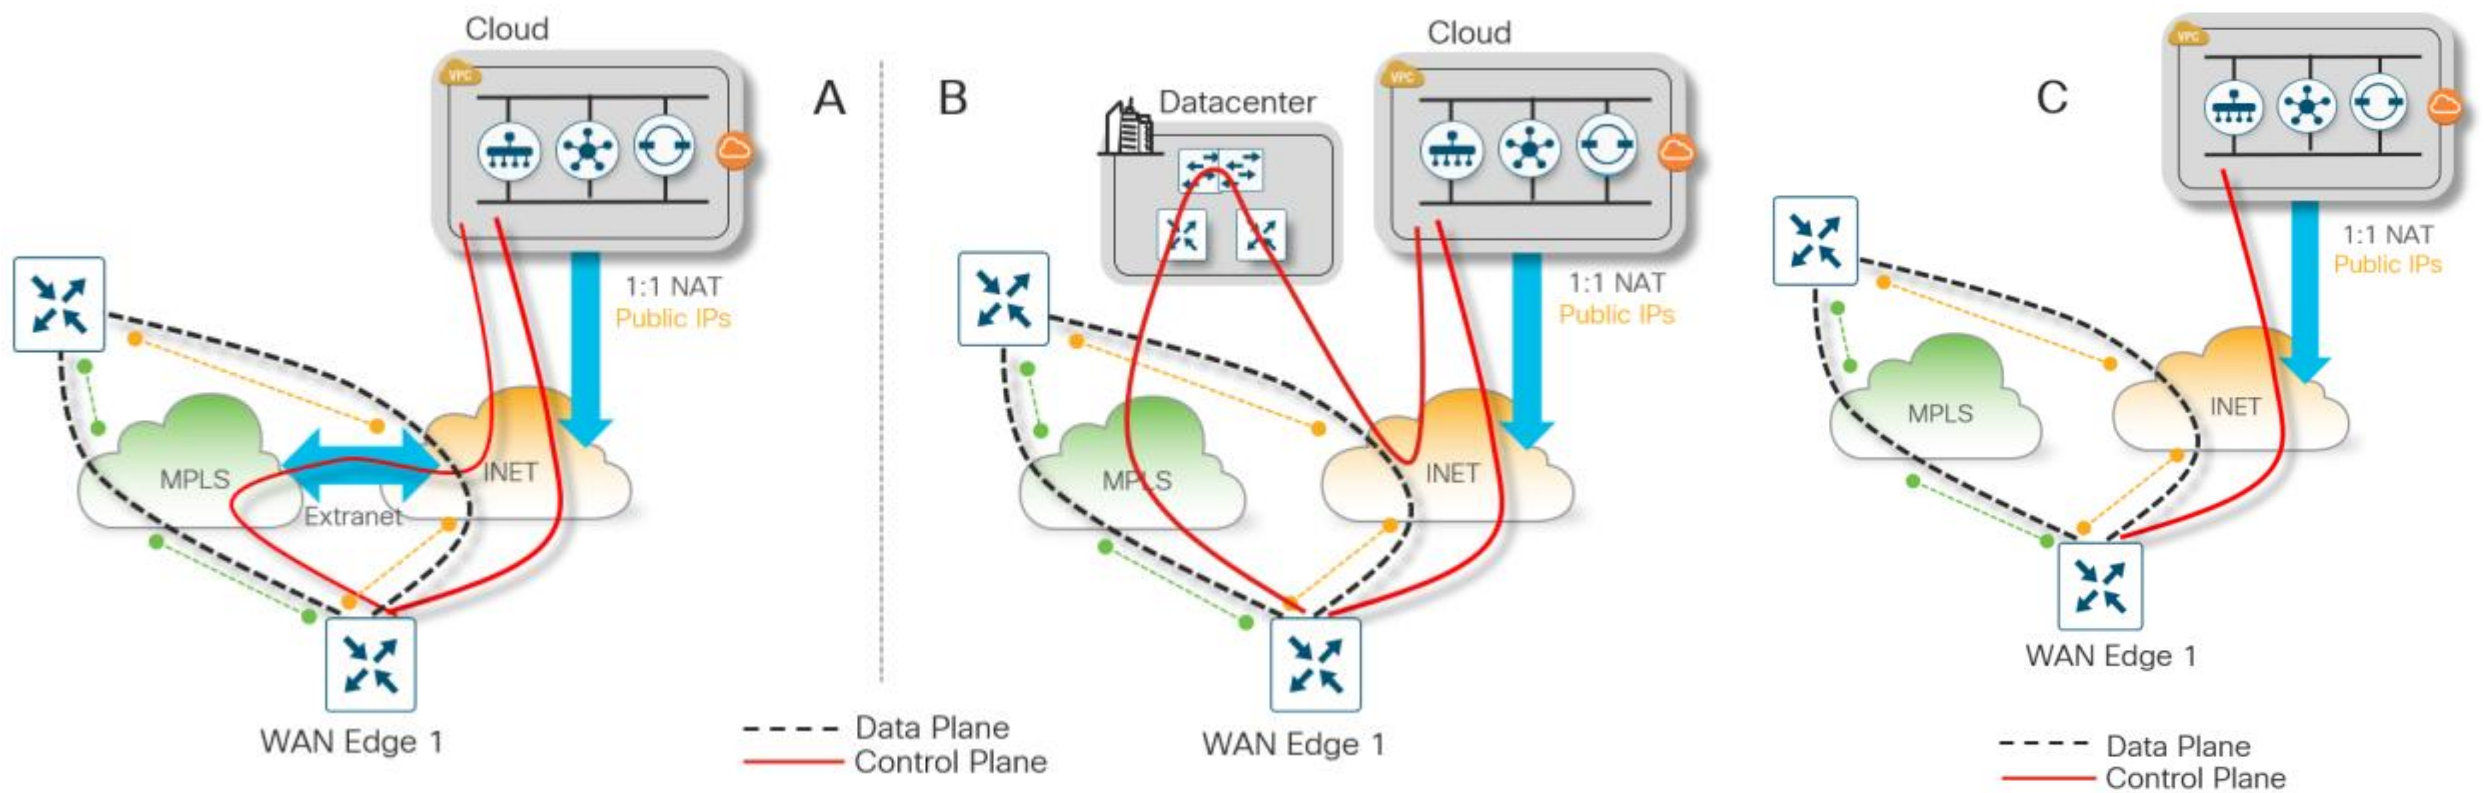 Cloud
VPC
A
1:1 NAT
Public IPs
MPLS
INET
Extranet
WAN Edge 1
Data Plane
Control Plane
B
Datacenter
Cloud
VPC
1:1 NAT
Public IPs
MPLS
INET
WAN Edge 1
C
VPC
1:1 NAT
Public IPs
MPLS
INET
WAN Edge 1
Data Plane
Control Plane